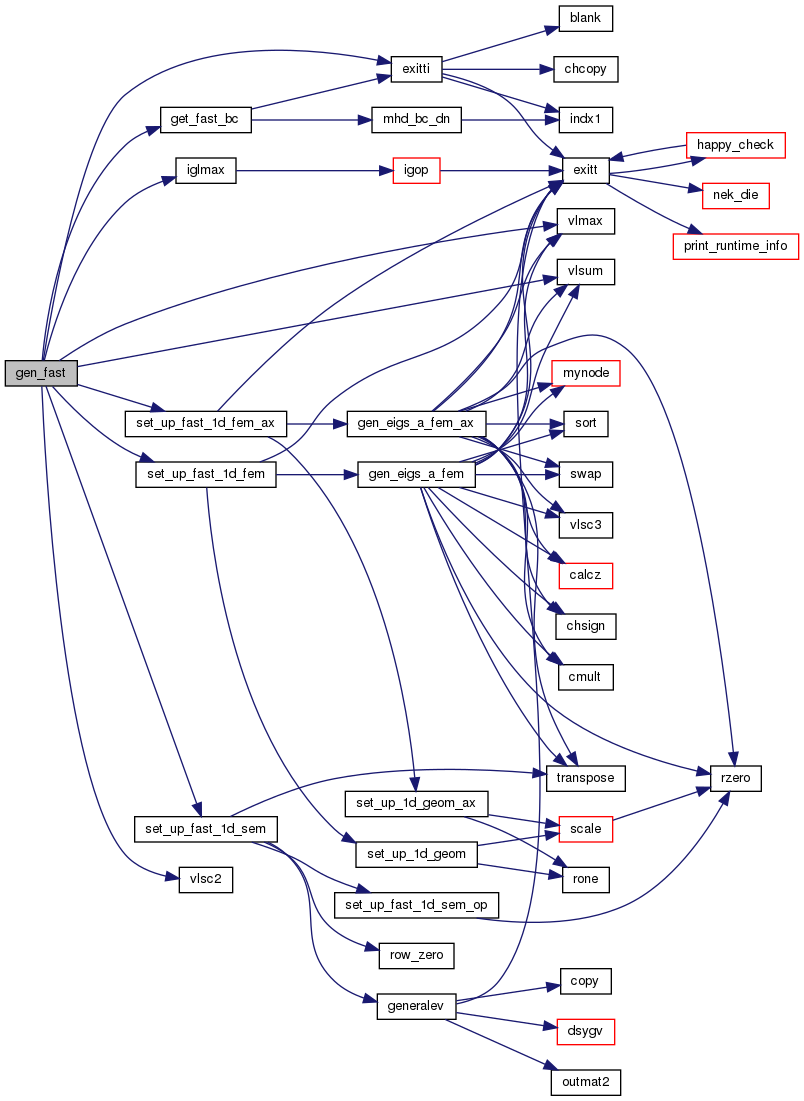 blank
exitti
chcopy
get_fast_bc
mhd_bc_dn
indx1
happy_check
iglmax
igop
exitt
nek_die
vlmax
print_runtime_info
vlsum
gen_fast
mynode
set_up_fast_1d_fem_ax
gen_eigs_a_fem_ax
sort
set_up_fast_1d_fem
gen_eigs_a_fem
swap
vlsc3
calcz
chsign
cmult
transpose
rzero
set_up_1d_geom_ax
set_up_fast_1d_sem
scale
set_up_1d_geom
vlsc2
rone
set_up_fast_1d_sem_op
row_zero
copy
generalev
dsygv
outmat2